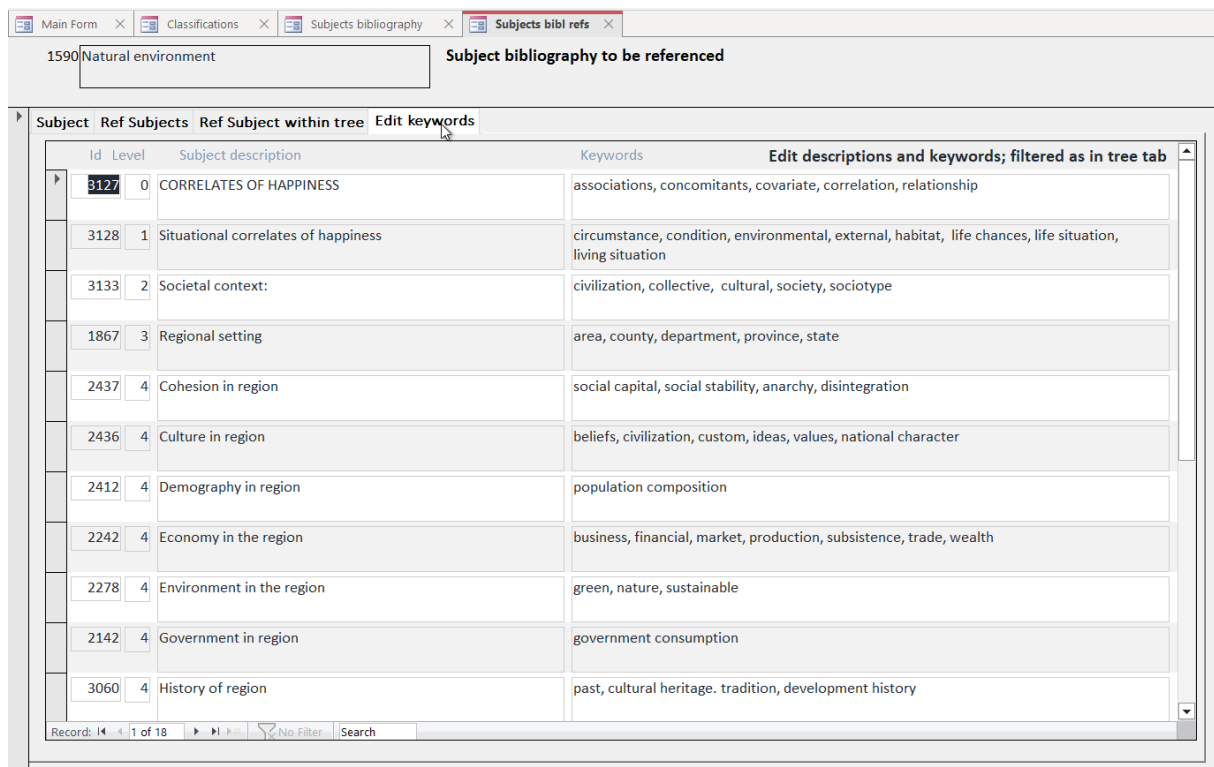 Main Form
Classifications
Subjects bibliography
Subjects bibl refs
1590 Natural environment
Subject bibliography to be referenced
Subject Ref Subjects Ref Subject within tree Edit keywords
Id Level Subject description Keywords Edit descriptions and keywords; filtered as in tree tab
3127 0 CORRELATES OF HAPPINESS associations, concomitants, covariate, correlation, relationship
3128 1 Situational correlates of happiness circumstance, condition, environmental, external, habitat, life chances, life situation,
living situation
3133 2 Societal context: civilization, collective, cultural, society, sociotype
1867 3 Regional setting area, county, department, province, state
2437 4 Cohesion in region social capital, social stability, anarchy, disintegration
2436 4 Culture in region beliefs, civilization, custom, ideas, values, national character
2412 4 Demography in region population composition
2242 4 Economy in the region business, financial, market, production, subsistence, trade, wealth
2278 4 Environment in the region green, nature, sustainable
2142 4 Government in region government consumption
3060 4 History of region past, cultural heritage. tradition, development history
Record: 1 of 18 No Filter Search